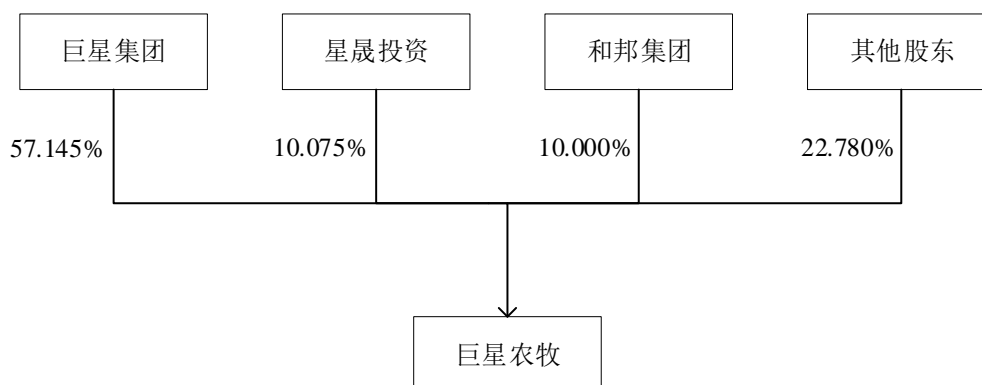 巨星集团
星晟投资
和邦集团
其他股东
57.145%
10.075%
10.000%
22.780%
巨星农牧